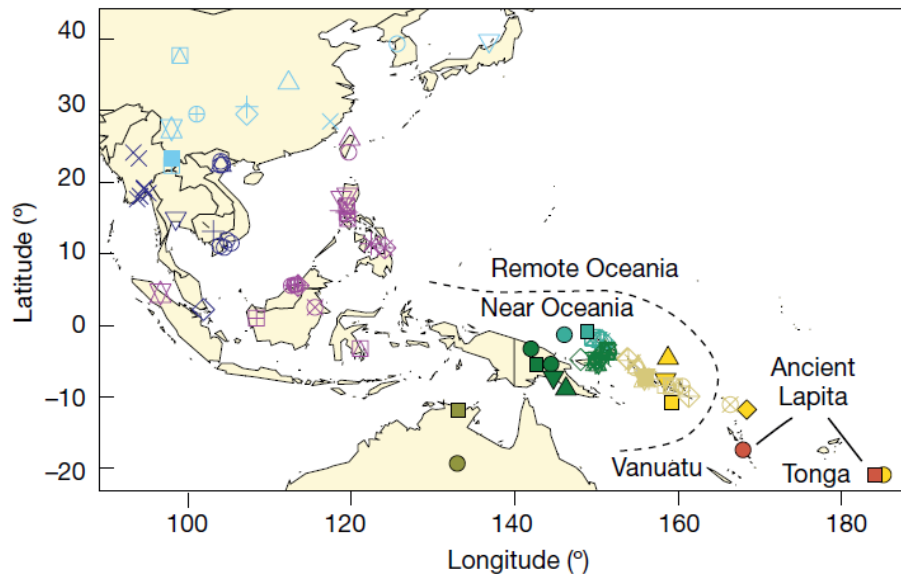 40
30
20
10
0
−10
−20
Latitude (º)
Remote Oceania
Near Oceania
Ancient
Lapita
Vanuatu
Tonga
100
120
140
160
180
Longitude (º)